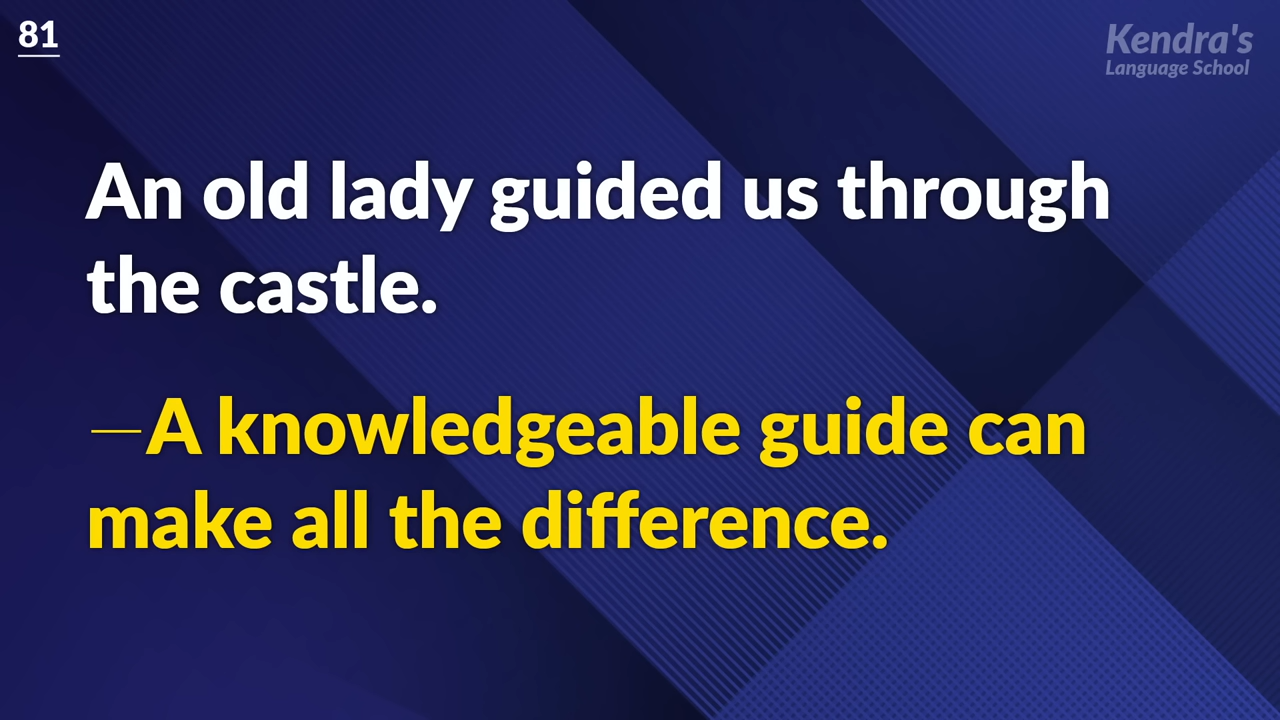 81
Kendra's
Language School
An old lady guided us through
the castle.
—A knowledgeable guide can
make all the difference.